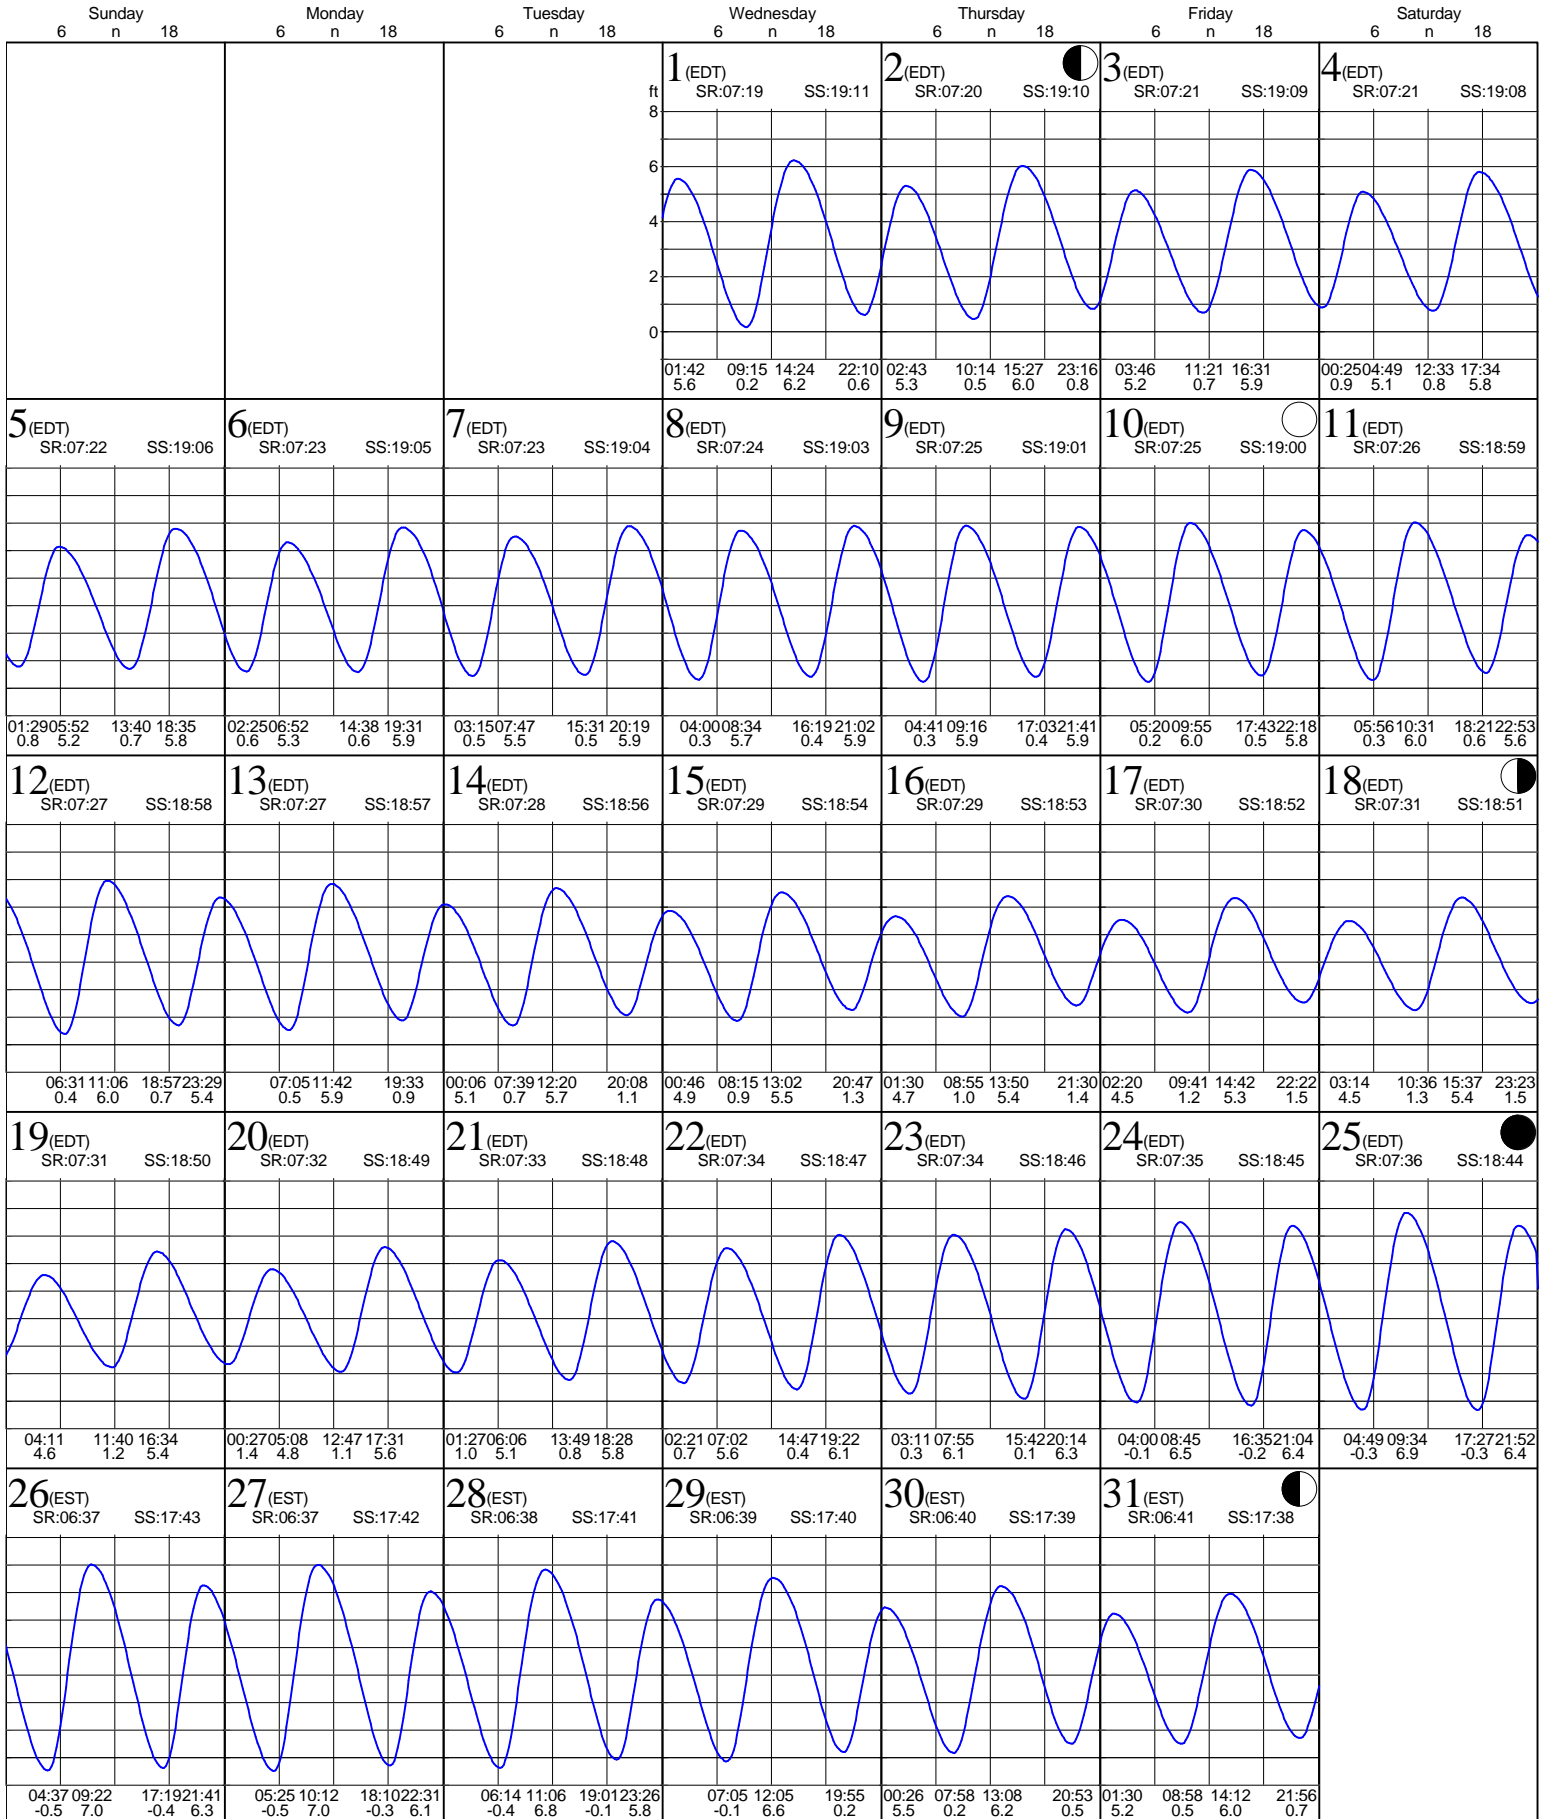 Sunday Monday Tuesday Wednesday Thursday Friday Saturday
6 n 18 6 n 18 6 n 18 6 n 18 6 n 18 6 n 18 6 n 18
1(EDT) 2(EDT) 3(EDT) 4(EDT)
ft SR:07:19 SS:19:11 SR:07:20 SS:19:10 SR:07:21 SS:19:09 SR:07:21 SS:19:08
8
6
4
2
0
01:42 09:15 14:24 22:10 02:43 10:14 15:27 23:16 03:46 11:21 16:31 00:25 04:49 12:33 17:34
5.6 0.2 6.2 0.6 5.3 0.5 6.0 0.8 5.2 0.7 5.9 0.9 5.1 0.8 5.8
5(EDT) 6(EDT) 7(EDT) 8(EDT) 9(EDT) 10(EDT) 11(EDT)
SR:07:22 SS:19:06 SR:07:23 SS:19:05 SR:07:23 SS:19:04 SR:07:24 SS:19:03 SR:07:25 SS:19:01 SR:07:25 SS:19:00 SR:07:26 SS:18:59
01:29 05:52 13:40 18:35 02:25 06:52 14:38 19:31 03:15 07:47 15:31 20:19 04:00 08:34 16:19 21:02 04:41 09:16 17:03 21:41 05:20 09:55 17:43 22:18 05:56 10:31 18:21 22:53
0.8 5.2 0.7 5.8 0.6 5.3 0.6 5.9 0.5 5.5 0.5 5.9 0.3 5.7 0.4 5.9 0.3 5.9 0.4 5.9 0.2 6.0 0.5 5.8 0.3 6.0 0.6 5.6
12(EDT) 13(EDT) 14(EDT) 15(EDT) 16(EDT) 17(EDT) 18(EDT)
SR:07:27 SS:18:58 SR:07:27 SS:18:57 SR:07:28 SS:18:56 SR:07:29 SS:18:54 SR:07:29 SS:18:53 SR:07:30 SS:18:52 SR:07:31 SS:18:51
06:31 11:06 18:57 23:29 07:05 11:42 19:33 00:06 07:39 12:20 20:08 00:46 08:15 13:02 20:47 01:30 08:55 13:50 21:30 02:20 09:41 14:42 22:22 03:14 10:36 15:37 23:23
0.4 6.0 0.7 5.4 0.5 5.9 0.9 5.1 0.7 5.7 1.1 4.9 0.9 5.5 1.3 4.7 1.0 5.4 1.4 4.5 1.2 5.3 1.5 4.5 1.3 5.4 1.5
19(EDT) 20(EDT) 21(EDT) 22(EDT) 23(EDT) 24(EDT) 25(EDT)
SR:07:31 SS:18:50 SR:07:32 SS:18:49 SR:07:33 SS:18:48 SR:07:34 SS:18:47 SR:07:34 SS:18:46 SR:07:35 SS:18:45 SR:07:36 SS:18:44
04:11 11:40 16:34 00:27 05:08 12:47 17:31 01:27 06:06 13:49 18:28 02:21 07:02 14:47 19:22 03:11 07:55 15:42 20:14 04:00 08:45 16:35 21:04 04:49 09:34 17:27 21:52
4.6 1.2 5.4 1.4 4.8 1.1 5.6 1.0 5.1 0.8 5.8 0.7 5.6 0.4 6.1 0.3 6.1 0.1 6.3 -0.1 6.5 -0.2 6.4 -0.3 6.9 -0.3 6.4
26(EST) 27(EST) 28(EST) 29(EST) 30(EST) 31(EST)
SR:06:37 SS:17:43 SR:06:37 SS:17:42 SR:06:38 SS:17:41 SR:06:39 SS:17:40 SR:06:40 SS:17:39 SR:06:41 SS:17:38
04:37 09:22 17:19 21:41 05:25 10:12 18:10 22:31 06:14 11:06 19:01 23:26 07:05 12:05 19:55 00:26 07:58 13:08 20:53 01:30 08:58 14:12 21:56
-0.5 7.0 -0.4 6.3 -0.5 7.0 -0.3 6.1 -0.4 6.8 -0.1 5.8 -0.1 6.6 0.2 5.5 0.2 6.2 0.5 5.2 0.5 6.0 0.7